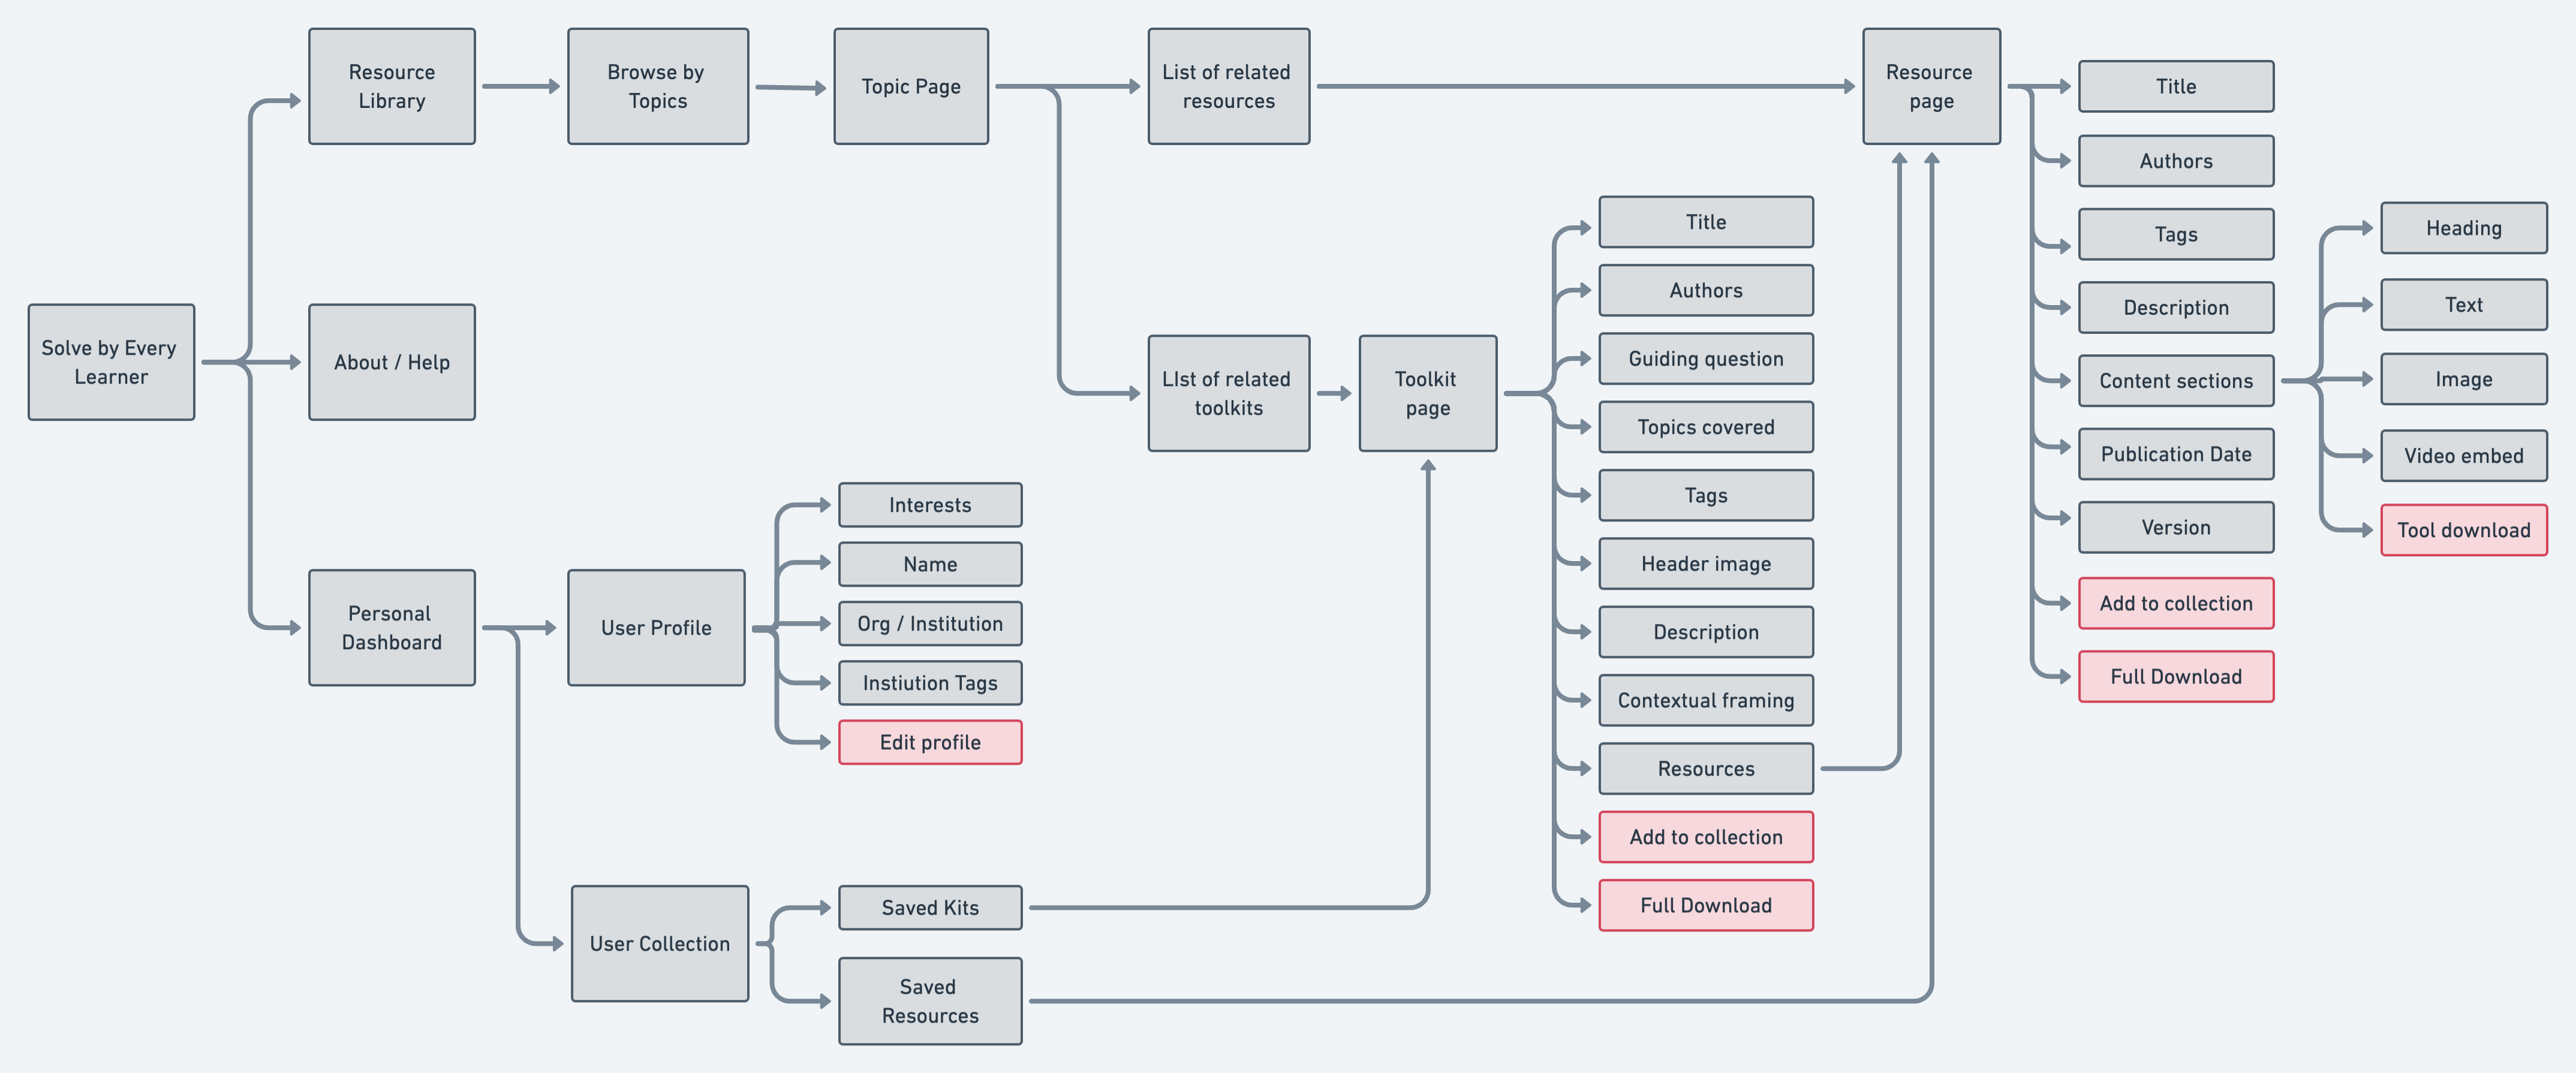 Resource
Library
Browse by
Topics
Topic Page
List of related
resources
Resource
page
Title
Authors
Tags
Description
Content sections
Publication Date
Version
Add to collection
Full Download
Heading
Text
Image
Video embed
Tool download
Solve by Every
Learner
About / Help
LIst of related
toolkits
Toolkit
page
Title
Authors
Guiding question
Topics covered
Tags
Header image
Description
Contextual framing
Resources
Add to collection
Full Download
Personal
Dashboard
User Profile
Interests
Name
Org / Institution
Instiution Tags
Edit profile
User Collection
Saved Kits
Saved
Resources